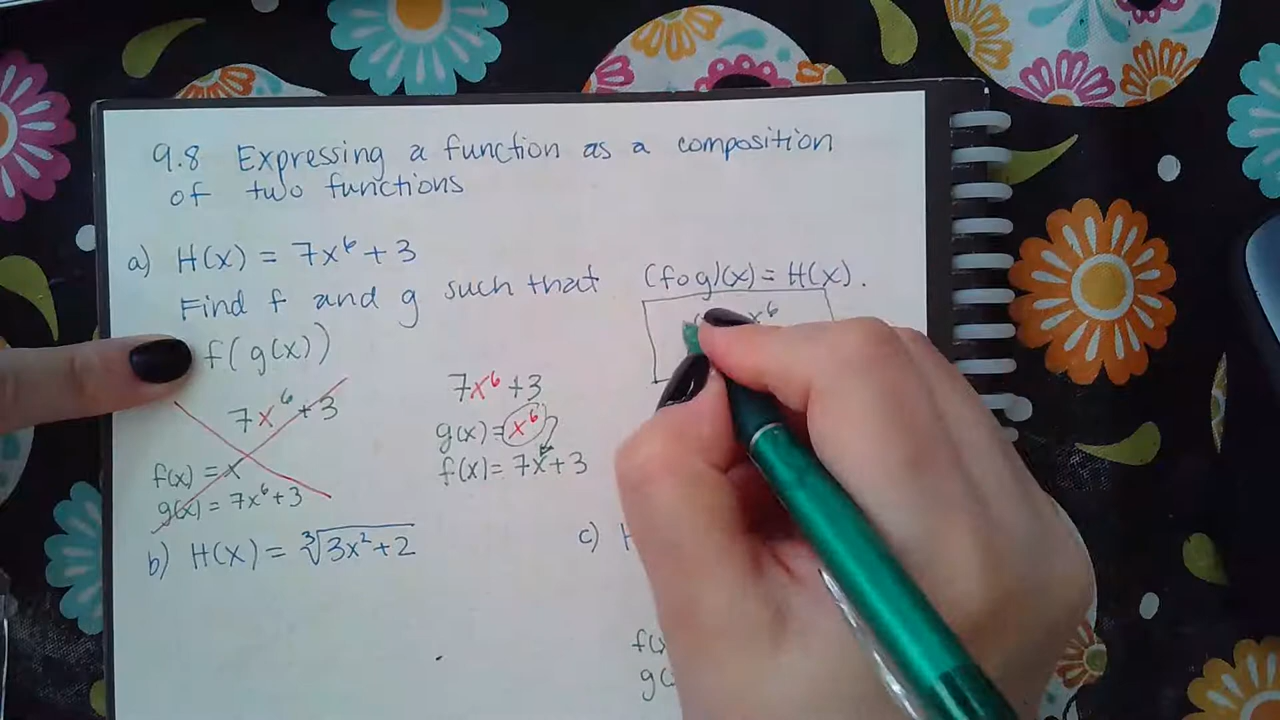 9.8 Expressing a function as a composition
of two functions
a) H(x) = 7x⁶ + 3
Find f and g such that (f∘g)(x) = H(x).
f(g(x))
7x⁶ + 3
f(x) = x
g(x) = 7x⁶ + 3
7x⁶ + 3
g(x) = x⁶
f(x) = 7x + 3
x⁶
b) H(x) = ∛3x² + 2
c)